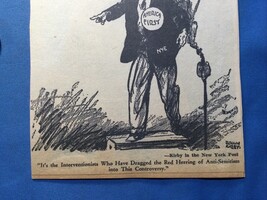 AMERICA
FIRST
NYE
—Kirby in the New York Post
"It's the Interventionists Who Have Dragged the Red Herring of Anti-Semitism
into This Controversy."